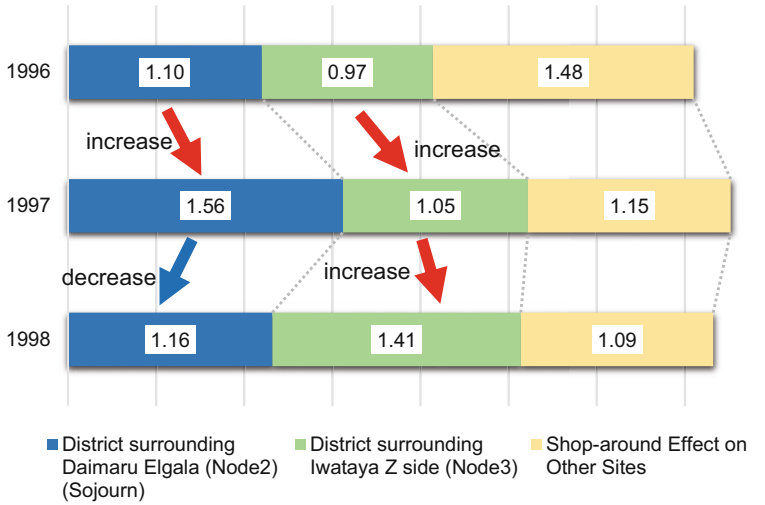 1996
1.10
0.97
1.48
increase
increase
1997
1.56
1.05
1.15
decrease
increase
1998
1.16
1.41
1.09
District surrounding
Daimaru Elgala (Node2)
(Sojourn)
District surrounding
Iwataya Z side (Node3)
Shop-around Effect on
Other Sites